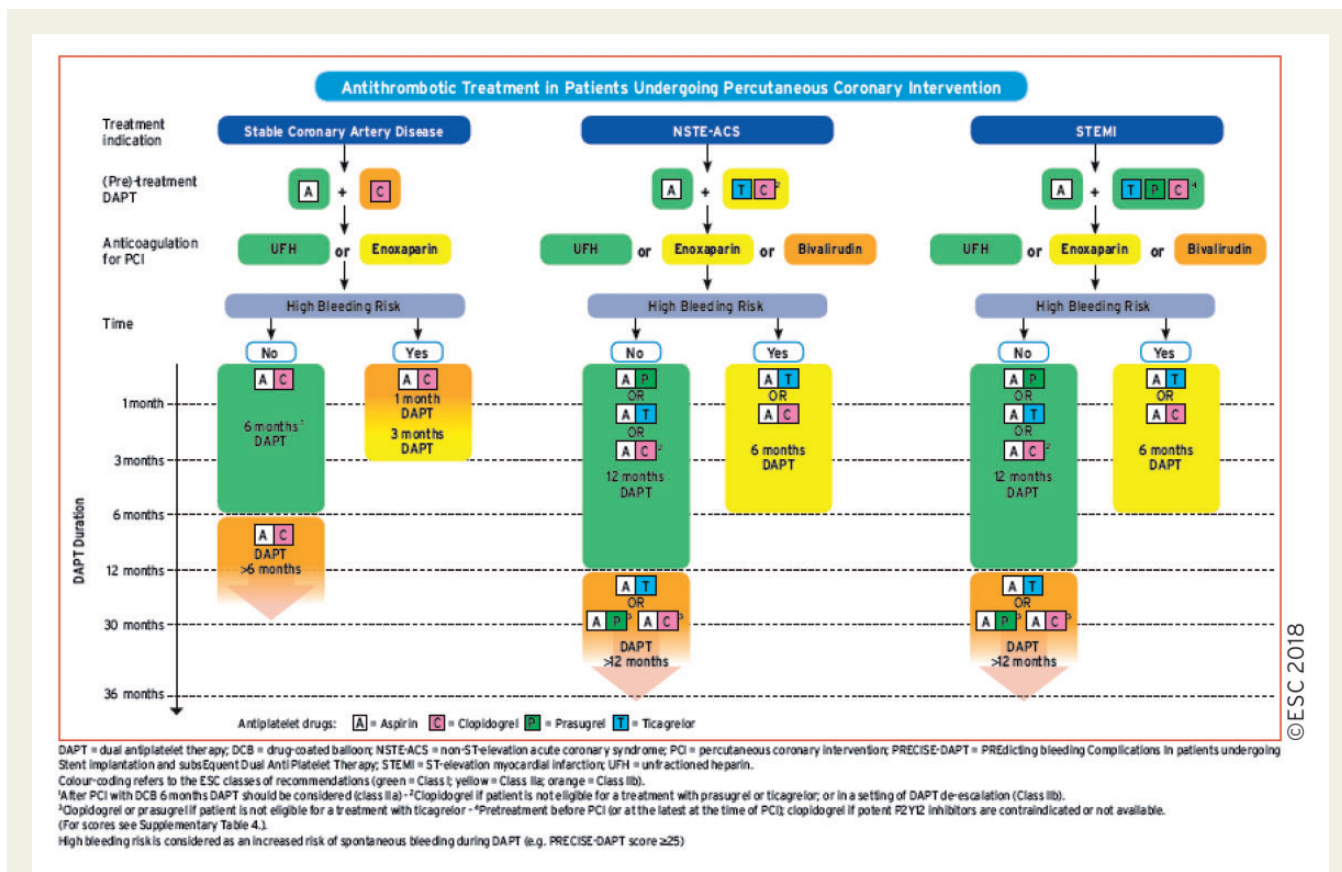 Antithrombotic Treatment in Patients Undergoing Percutaneous Coronary Intervention
Treatment indication
Stable Coronary Artery Disease
NSTE-ACS
STEMI
(Pre)-treatment DAPT
A + C
A + T C ²
A + T P C ⁴
Anticoagulation for PCI
UFH or Enoxaparin
UFH or Enoxaparin or Bivalirudin
UFH or Enoxaparin or Bivalirudin
High Bleeding Risk
High Bleeding Risk
High Bleeding Risk
Time
No
Yes
No
Yes
No
Yes
DAPT Duration
1 month
3 months
6 months
12 months
30 months
36 months
A C
6 months¹
DAPT
A C
DAPT
>6 months
A C
1 month
DAPT
3 months
DAPT
A P
OR
A T
OR
A C ²
12 months
DAPT
A T
OR
A P ³ A C ³
DAPT
>12 months
A T
OR
A C
6 months
DAPT
A P
OR
A T
OR
A C ²
12 months
DAPT
A T
OR
A P ³ A C ³
DAPT
>12 months
A T
OR
A C
6 months
DAPT
Antiplatelet drugs: A = Aspirin C = Clopidogrel P = Prasugrel T = Ticagrelor
©ESC 2018
DAPT = dual antiplatelet therapy; DCB = drug-coated balloon; NSTE-ACS = non-ST-elevation acute coronary syndrome; PCI = percutaneous coronary intervention; PRECISE-DAPT = PREdicting bleeding Complications In patients undergoing
Stent implantation and subsEquent Dual Anti Platelet Therapy; STEMI = ST-elevation myocardial infarction; UFH = unfractioned heparin.
Colour-coding refers to the ESC classes of recommendations (green = Class I; yellow = Class IIa; orange = Class IIb).
¹After PCI with DCB 6 months DAPT should be considered (class IIa) - ²Clopidogrel if patient is not eligible for a treatment with prasugrel or ticagrelor; or in a setting of DAPT de-escalation (Class IIb).
³Clopidogrel or prasugrel if patient is not eligible for a treatment with ticagrelor - ⁴Pretreatment before PCI (or at the latest at the time of PCI); clopidogrel if potent P2Y12 inhibitors are contraindicated or not available.
(For scores see Supplementary Table 4.).
High bleeding risk is considered as an increased risk of spontaneous bleeding during DAPT (e.g. PRECISE-DAPT score ≥25)